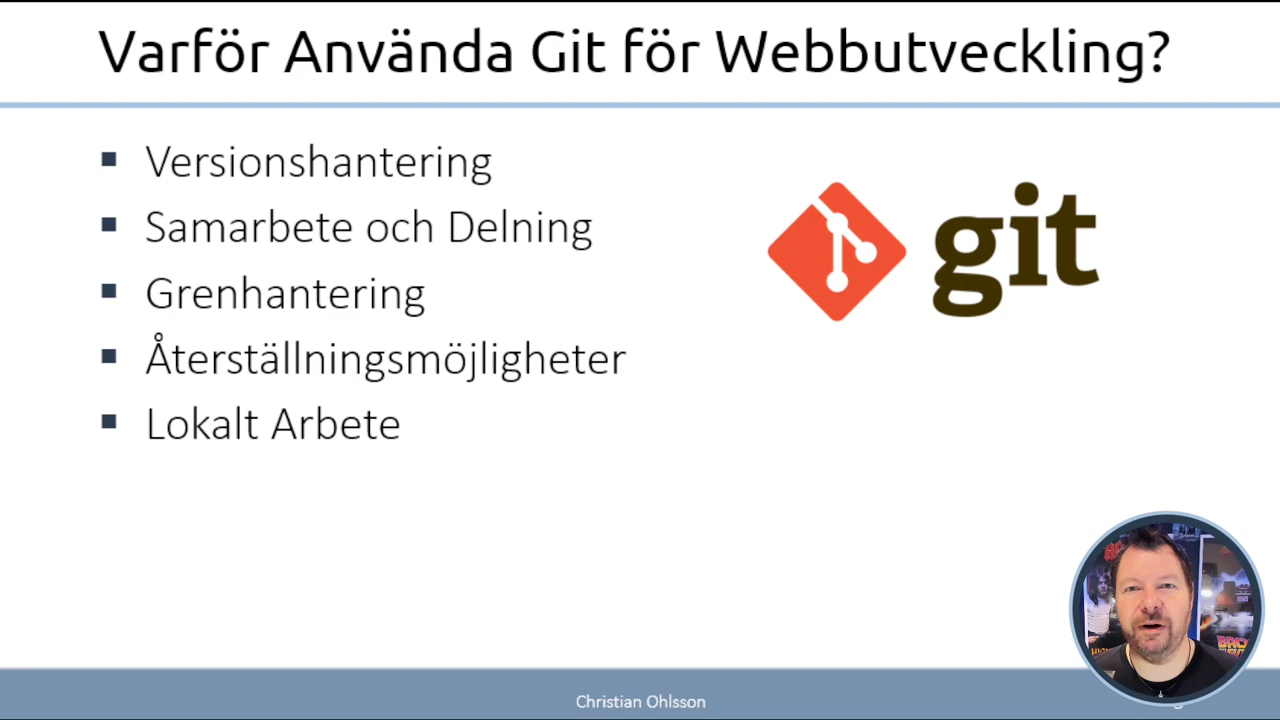 Varför Använda Git för Webbutveckling?
Versionshantering
Samarbete och Delning
Grenhantering
Återställningsmöjligheter
Lokalt Arbete
git
Christian Ohlsson